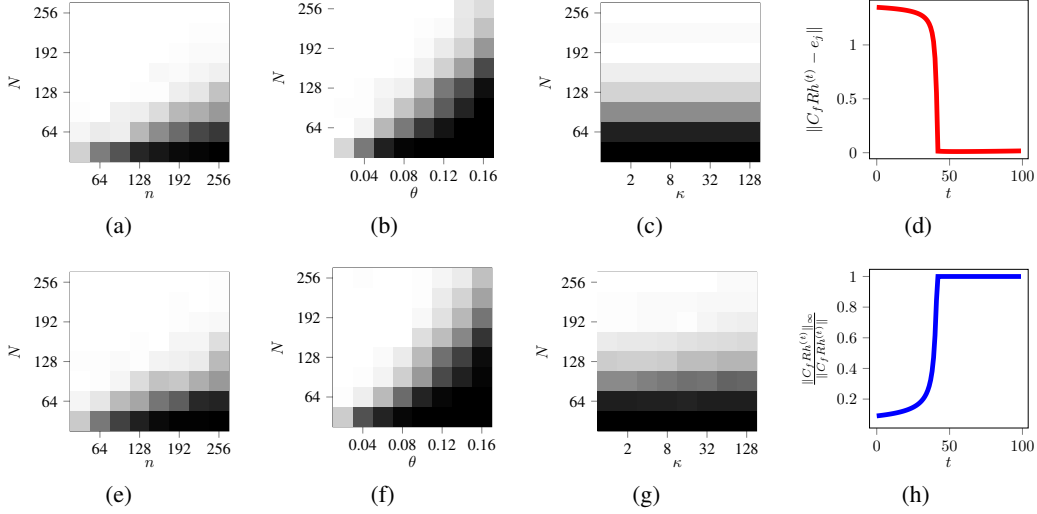 256
192
128
64
N
64 128 192 256
n
(a)
256
192
128
64
N
0.04 0.08 0.12 0.16
θ
(b)
256
192
128
64
N
2 8 32 128
κ
(c)
1
0.5
0
‖C_f Rh^(t) − e_j‖
0 50 100
t
(d)
256
192
128
64
N
64 128 192 256
n
(e)
256
192
128
64
N
0.04 0.08 0.12 0.16
θ
(f)
256
192
128
64
N
2 8 32 128
κ
(g)
1
0.8
0.6
0.4
0.2
‖C_f Rh^(t)‖_∞
‖C_f Rh^(t)‖
0 50 100
t
(h)